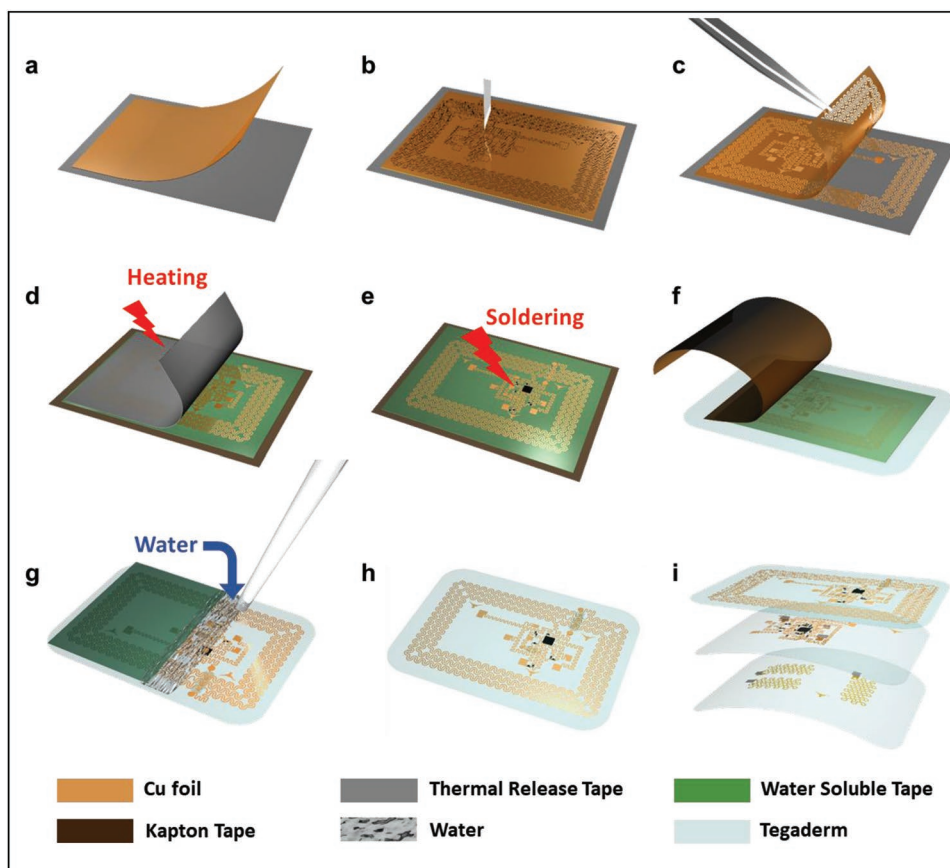 a
b
c
d
Heating
e
Soldering
f
g
Water
h
i
Cu foil
Thermal Release Tape
Water Soluble Tape
Kapton Tape
Water
Tegaderm